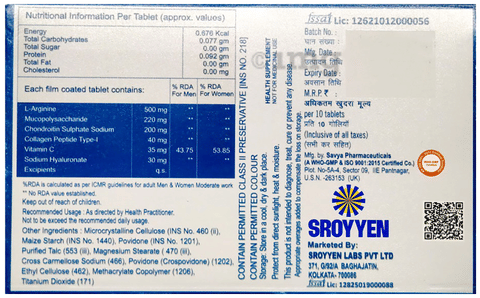 Nutritional Information Per Tablet (approx. values)
Energy 0.676 Kcal
Total Carbohydrates 0.077 gm
Total Sugar 0.00 gm
Protein 0.092 gm
Total Fat 0.00 gm
Cholesterol 0.00 mg
Each film coated tablet contains: % RDA For Men % RDA For Women
L-Arginine 500 mg ** **
Mucopolysaccharide 220 mg ** **
Chondroitin Sulphate Sodium 200 mg ** **
Collagen Peptide Type-I 40 mg ** **
Vitamin C 35 mg 43.75 53.85
Sodium Hyaluronate 30 mg ** **
Excipients q.s.
%RDA is calculated as per ICMR guidelines for adult Men & Women Moderate work
** No RDA value established.
Keep out of reach of children.
Recommended Usage : As directed by Health Practitioner.
Not to be exceed the recommended daily usage.
Other Ingredients : Microcrystalline Cellulose (INS No. 460 (ii),
Maize Starch (INS No. 1440), Povidone (INS No. 1201),
Purified Talc (553 (iii), Magnesium Stearate ( 470 (iii),
Cross Carmellose Sodium (466), Povidone (Crospovidone) (1202),
Ethyl Cellulose (462), Methacrylate Copolymer (1206),
Titanium Dioxide (171)
CONTAIN PERMITTED CLASS II PRESERVATIVE [INS NO. 218]
CONTAIN PERMITTED COLOUR
Storage: Store in a cool, dry & dark place.
Protect from direct sunlight, heat & moisture.
HEALTH SUPPLEMENT
NOT FOR MEDICINAL USE
This product is not intended to diagnose, treat, cure or prevent any disease.
Appropriate overages added to compensate the loss on storage.
fssai Lic: 12621012000056
Batch No. :
घान संख्या :
Mfg. Date :
उत्पादन तिथि
Expiry Date :
अवसान तिथि
M.R.P. ₹ :
अधिकतम खुदरा मूल्य
per 10 tablets
प्रति 10 गोलियाँ
(Inclusive of all taxes)
(सभी कर सहित)
Mfg. by : Savya Pharmaceuticals
(A WHO-GMP & ISO 9001:2015 Certified Co.)
Plot. No-5A-4, Sector 09, IIE Pantnagar,
U.S.N. -263153 (UK)
SROYYEN
Marketed By:
SROYYEN LABS PVT LTD
371, G/92/A BAGHAJATIN,
KOLKATA- 700086
fssai Lic: 12825019000088